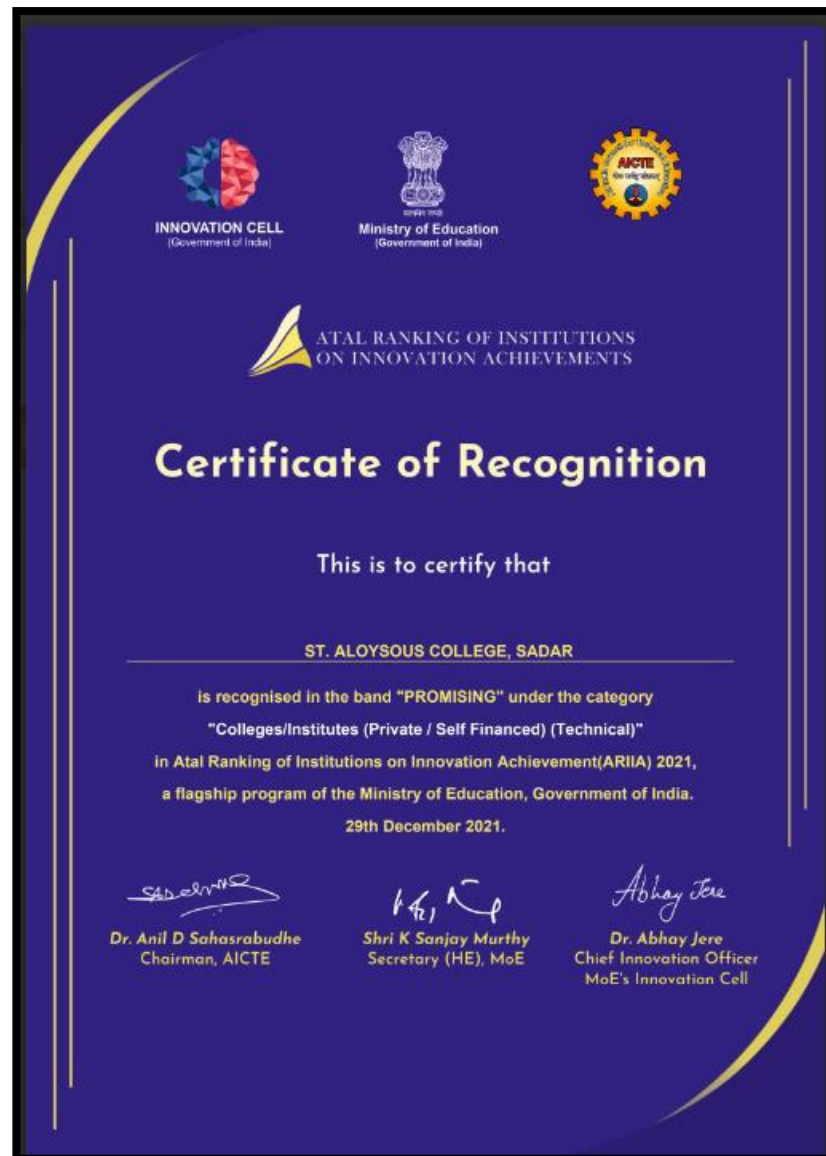 INNOVATION CELL
(Government of India)
सत्यमेव जयते
Ministry of Education
(Government of India)
AICTE
ATAL RANKING OF INSTITUTIONS
ON INNOVATION ACHIEVEMENTS
Certificate of Recognition
This is to certify that
ST. ALOYSOUS COLLEGE, SADAR
is recognised in the band "PROMISING" under the category
"Colleges/Institutes (Private / Self Financed) (Technical)"
in Atal Ranking of Institutions on Innovation Achievement(ARIIA) 2021,
a flagship program of the Ministry of Education, Government of India.
29th December 2021.
Abhay Jere
Dr. Anil D Sahasrabudhe
Chairman, AICTE
Shri K Sanjay Murthy
Secretary (HE), MoE
Dr. Abhay Jere
Chief Innovation Officer
MoE's Innovation Cell